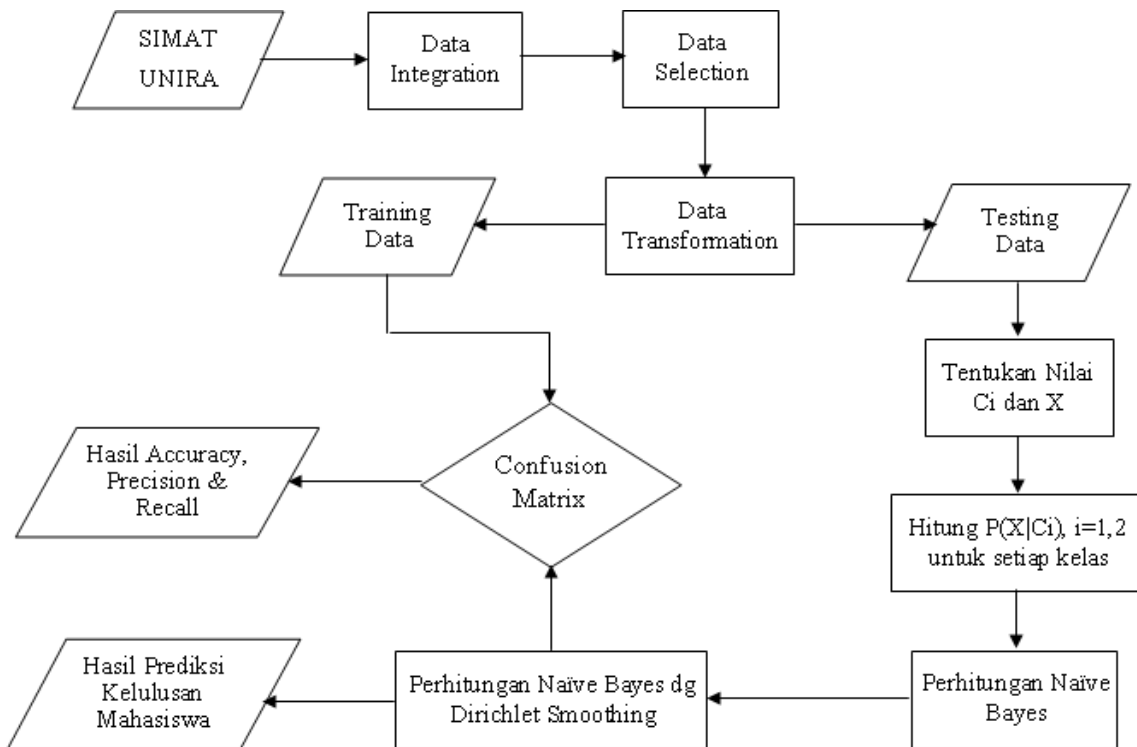 SIMAT
UNIRA
Data
Integration
Data
Selection
Training
Data
Data
Transformation
Testing
Data
Tentukan Nilai
Ci dan X
Hasil Accuracy,
Precision &
Recall
Confusion
Matrix
Hitung P(X|Ci), i=1,2
untuk setiap kelas
Hasil Prediksi
Kelulusan
Mahasiswa
Perhitungan Naïve Bayes dg
Dirichlet Smoothing
Perhitungan Naïve
Bayes